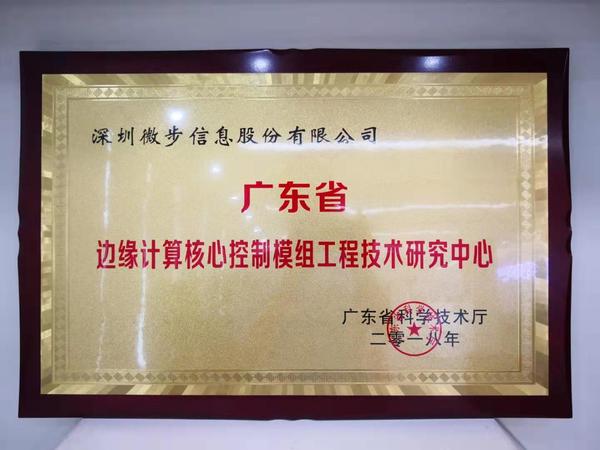 深圳微步信息股份有限公司
广东省
边缘计算核心控制模组工程技术研究中心
广东省科学技术厅
二零一八年